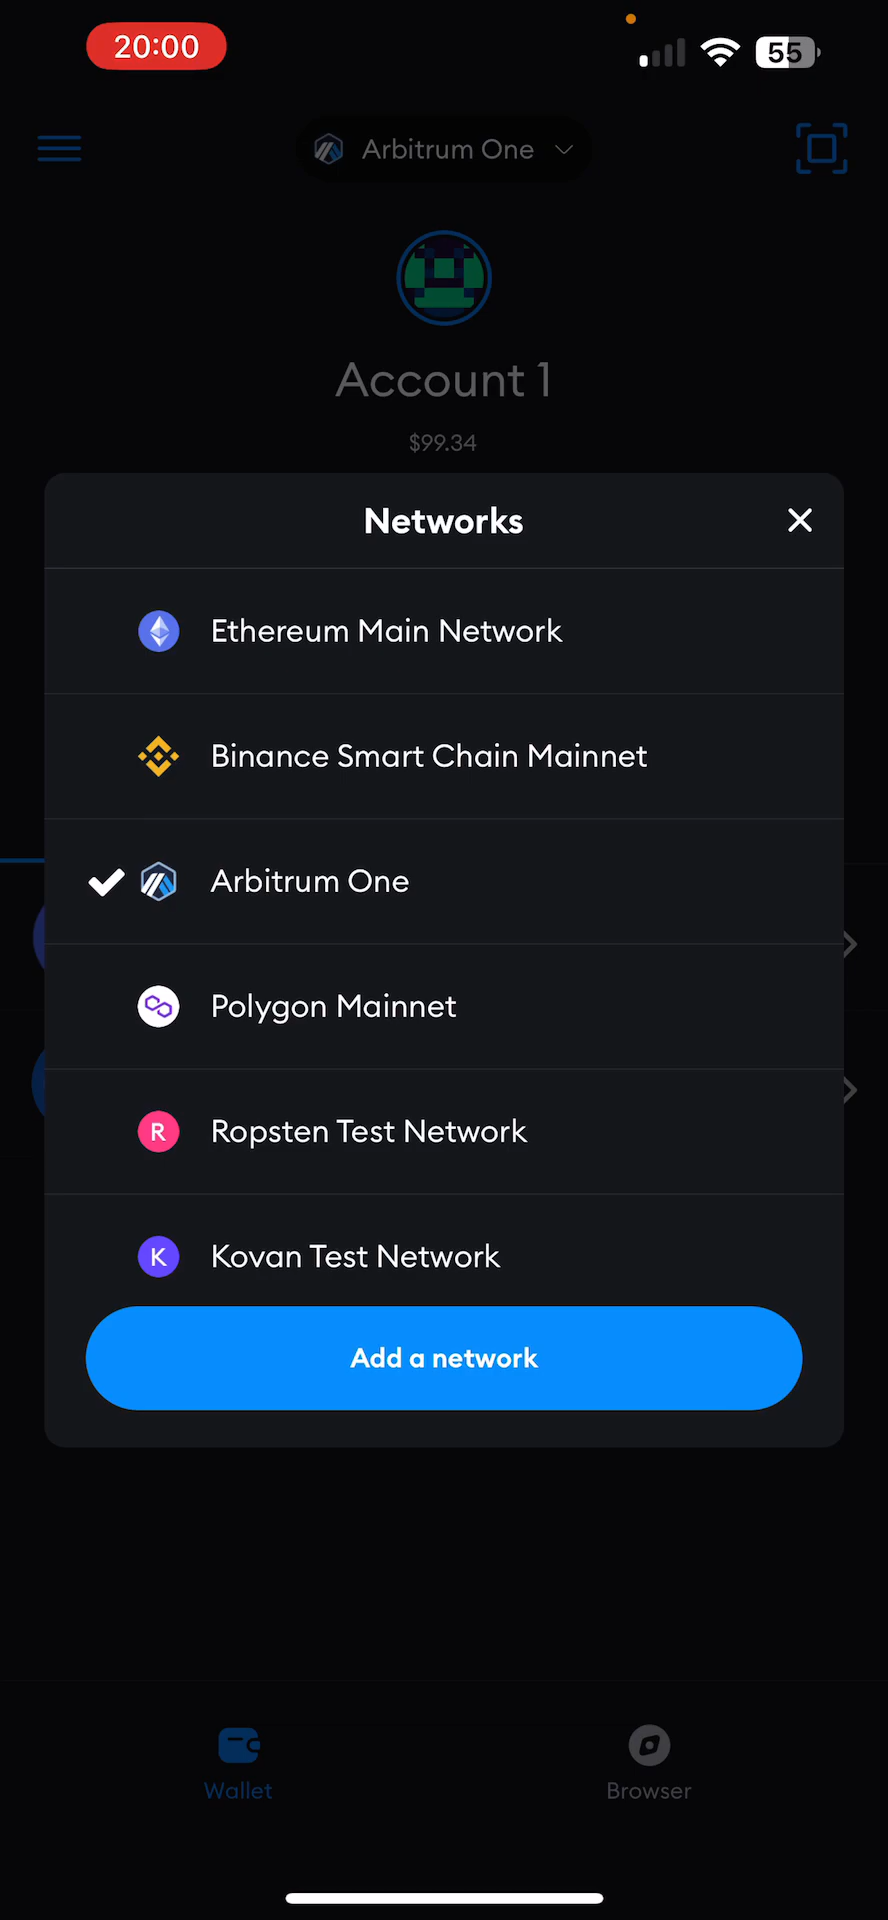 20:00
55
Arbitrum One
Account 1
$99.34
Networks
Ethereum Main Network
Binance Smart Chain Mainnet
Arbitrum One
Polygon Mainnet
R Ropsten Test Network
K Kovan Test Network
Add a network
Wallet
Browser